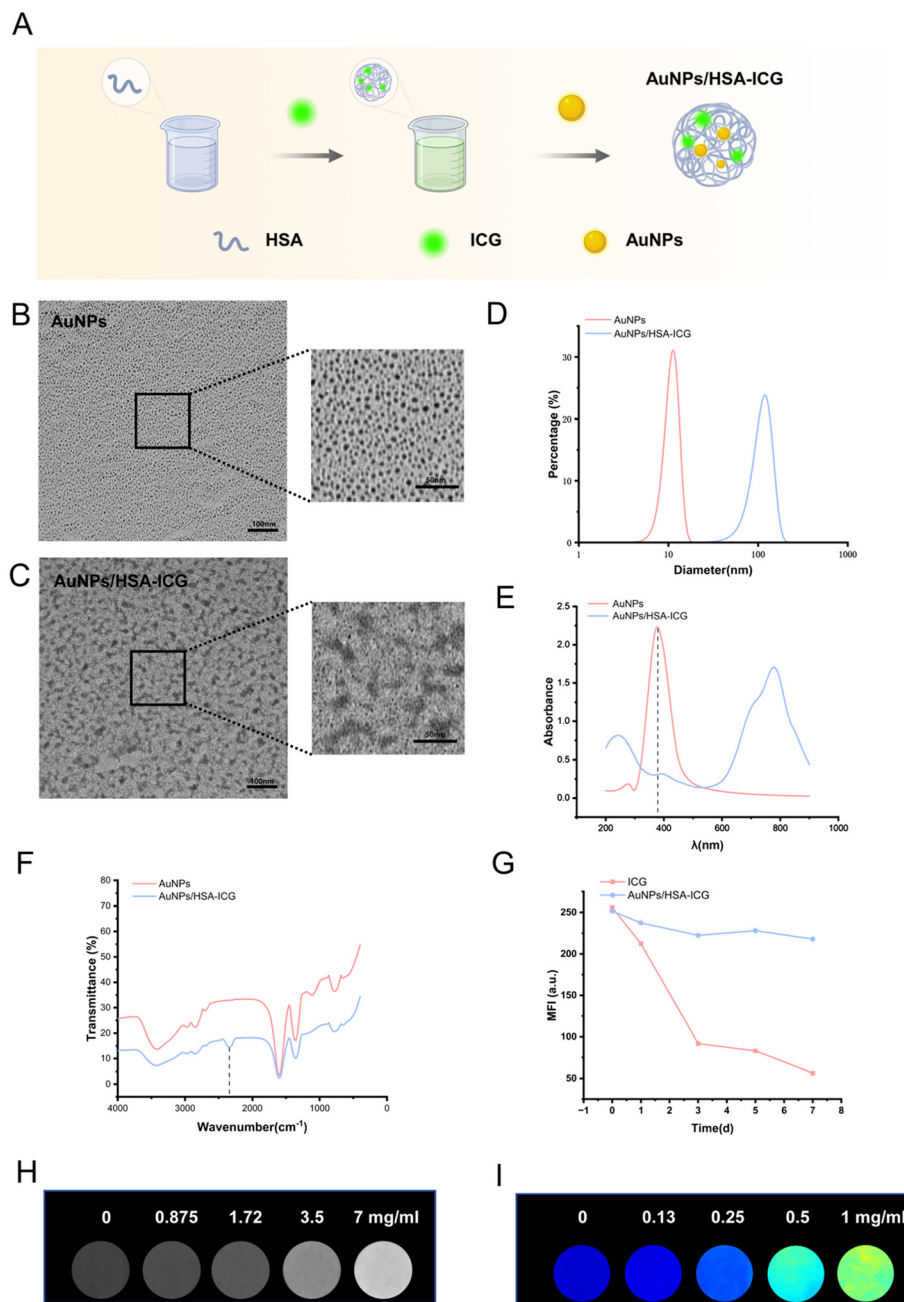 A
AuNPs/HSA-ICG
HSA
ICG
AuNPs
B
AuNPs
100nm
50nm
C
AuNPs/HSA-ICG
100nm
50nm
D
AuNPs
AuNPs/HSA-ICG
Percentage (%)
30
20
10
0
1
10
100
1000
Diameter(nm)
E
AuNPs
AuNPs/HSA-ICG
Absorbance
2.5
2.0
1.5
1.0
0.5
0.0
200
400
600
800
1000
λ(nm)
F
AuNPs
AuNPs/HSA-ICG
Transmittance (%)
80
70
60
50
40
30
20
10
0
4000
3000
2000
1000
0
Wavenumber(cm⁻¹)
G
ICG
AuNPs/HSA-ICG
MFI (a.u.)
250
200
150
100
50
−1 0 1 2 3 4 5 6 7 8
Time(d)
H
0 0.875 1.72 3.5 7 mg/ml
I
0 0.13 0.25 0.5 1 mg/ml